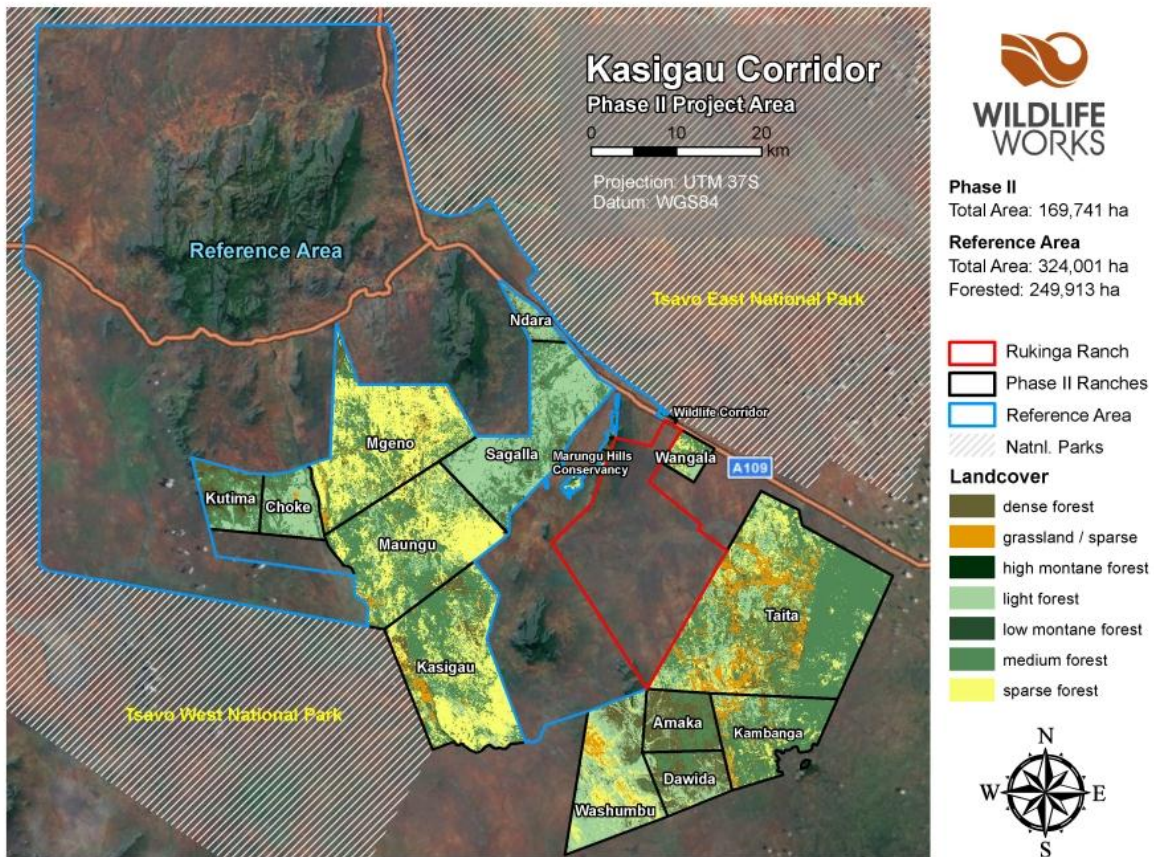 Kasigau Corridor
Phase II Project Area
0 10 20
km
Projection: UTM 37S
Datum: WGS84
Reference Area
Tsavo East National Park
Ndara
Wildlife Corridor
Mgeno
Sagalla
Marungu Hills
Conservancy
Wangala
A109
Kutima
Choke
Maungu
Taita
Kasigau
Tsavo West National Park
Amaka
Kambanga
Dawida
Washumbu
WILDLIFE
WORKS
Phase II
Total Area: 169,741 ha
Reference Area
Total Area: 324,001 ha
Forested: 249,913 ha
Rukinga Ranch
Phase II Ranches
Reference Area
Natnl. Parks
Landcover
dense forest
grassland / sparse
high montane forest
light forest
low montane forest
medium forest
sparse forest
N
W E
S